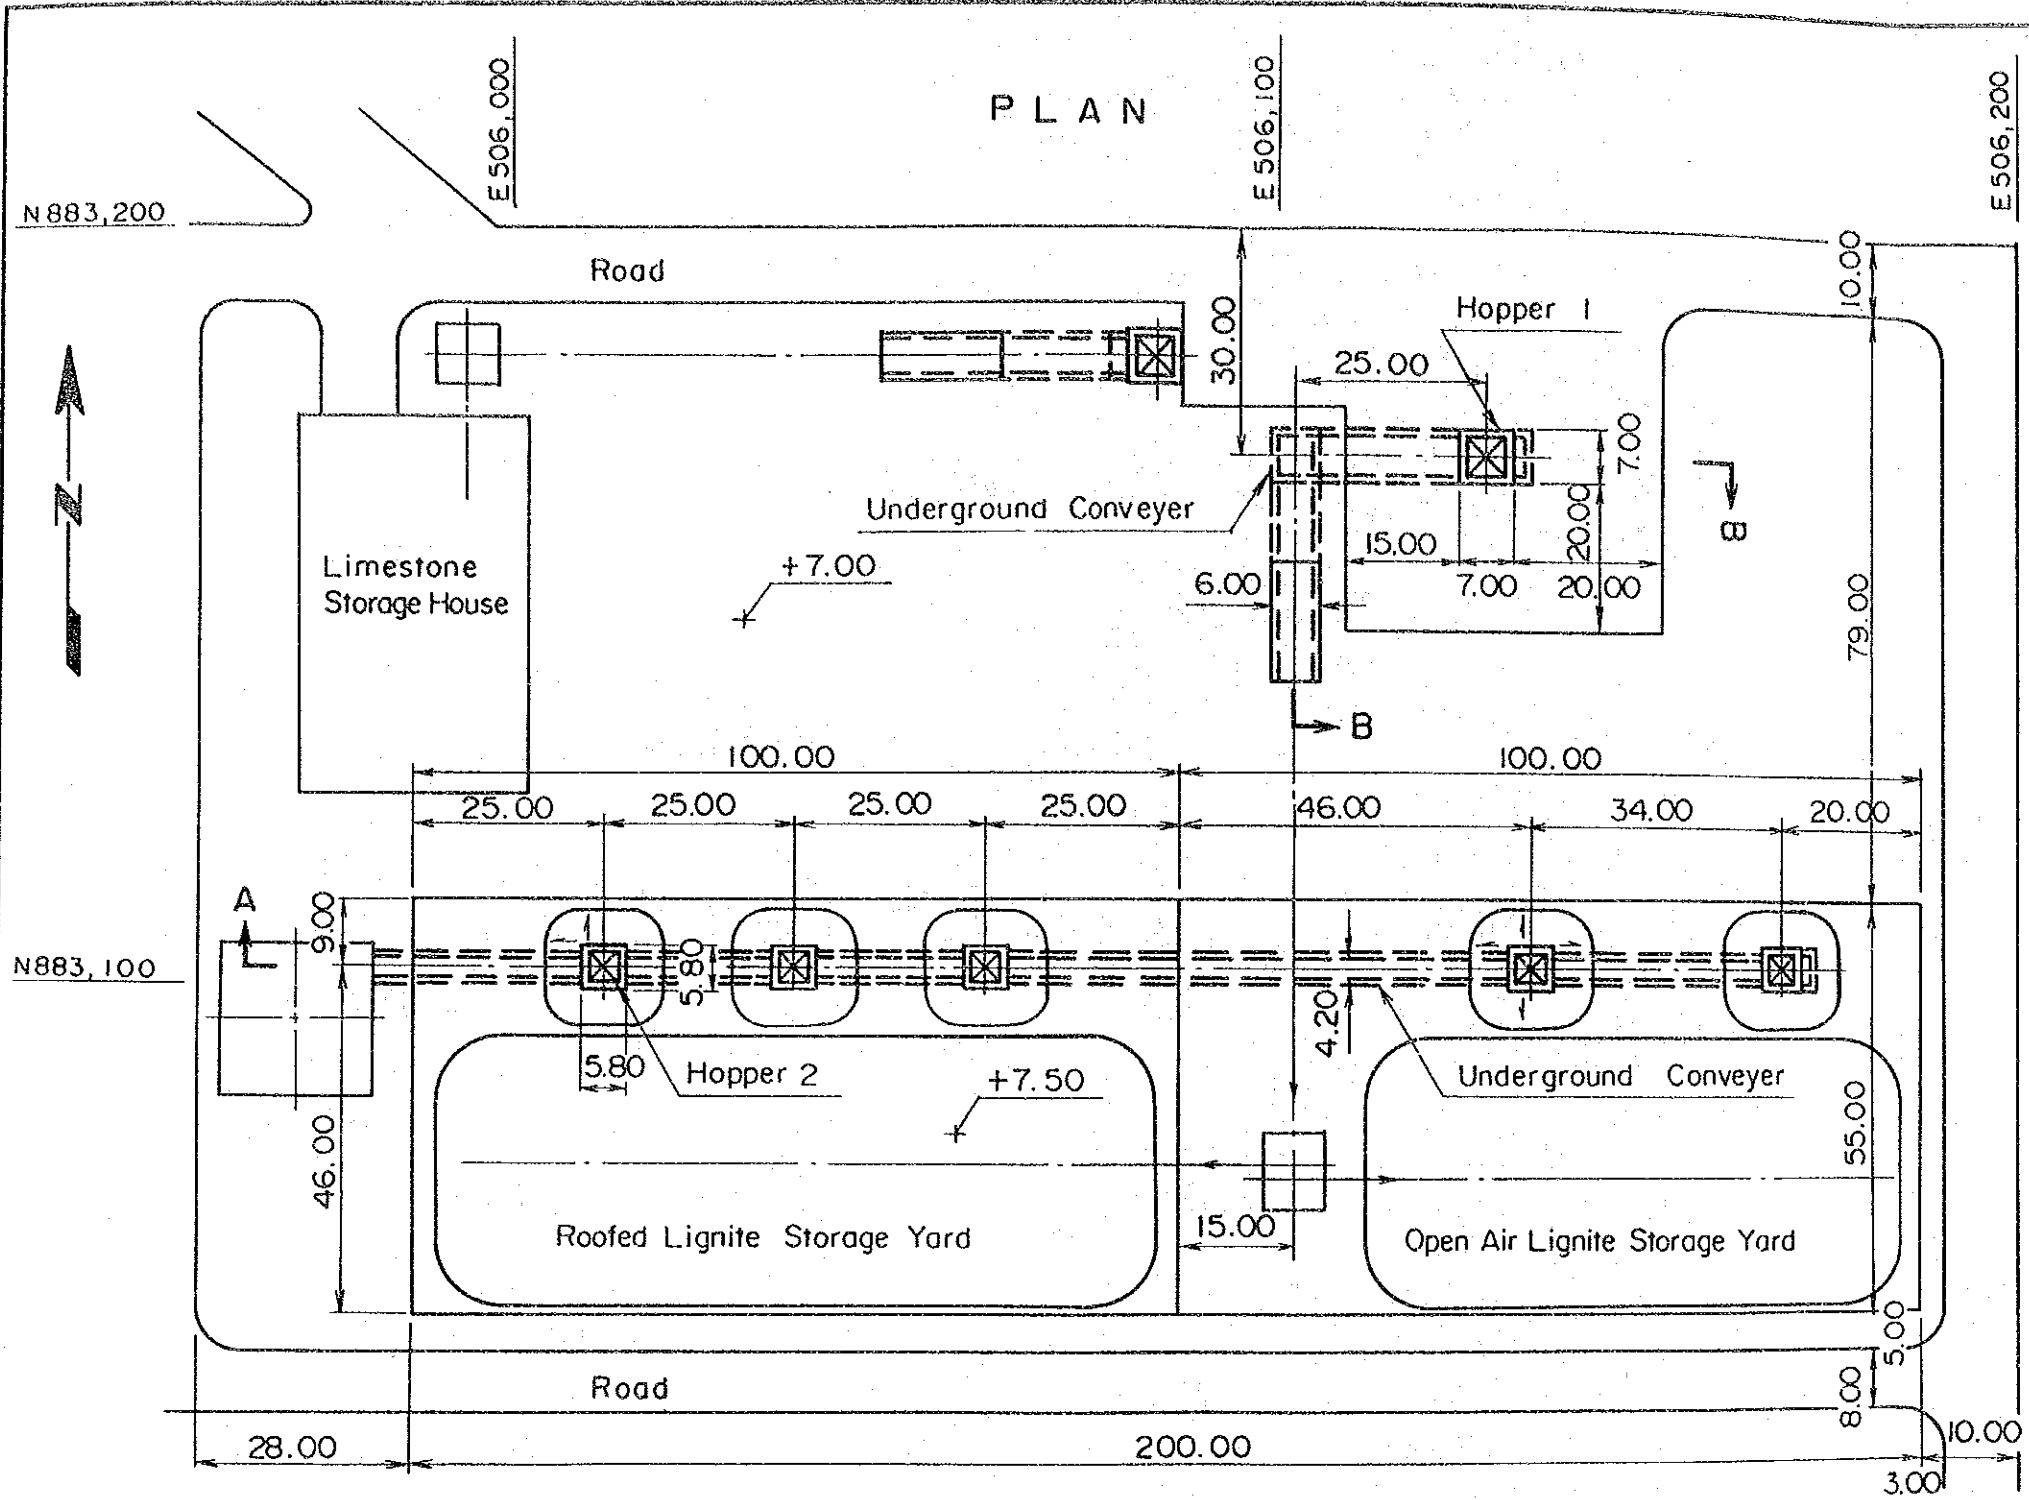 PLAN
E 506,000
E 506,100
E 506,200
N 883,200
Road
10.00
Hopper 1
30.00
25.00
7.00
Underground Conveyer
B
N
Limestone
Storage House
+7.00
15.00
20.00
6.00
7.00
20.00
79.00
B
100.00
100.00
25.00
25.00
25.00
25.00
46.00
34.00
20.00
A
9.00
N 883,100
5.80
4.20
5.80
Hopper 2
+7.50
Underground Conveyer
46.00
55.00
Roofed Lignite Storage Yard
15.00
Open Air Lignite Storage Yard
5.00
Road
8.00
28.00
200.00
10.00
3.00